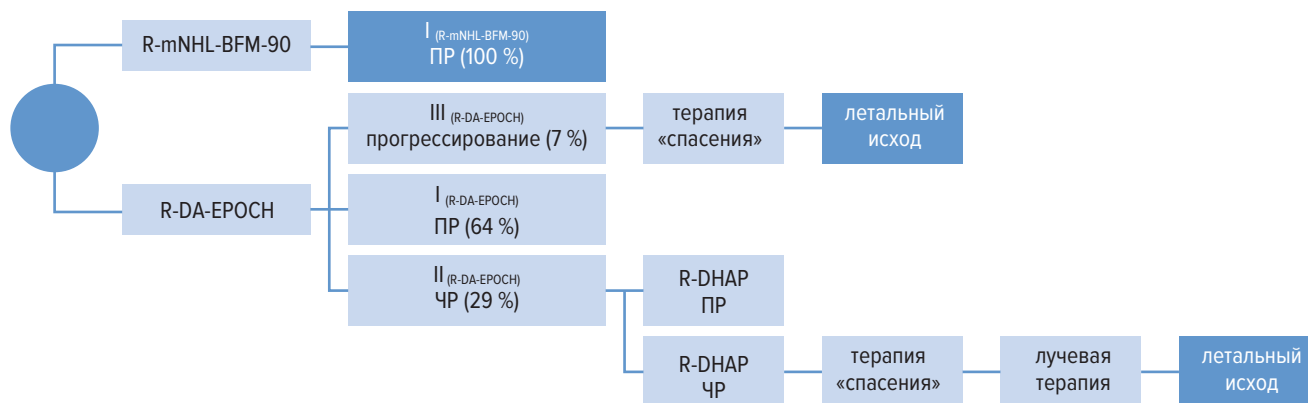 R-mNHL-BFM-90
I (R-mNHL-BFM-90)
ПР (100 %)
III (R-DA-EPOCH)
прогрессирование (7 %)
терапия
«спасения»
летальный
исход
R-DA-EPOCH
I (R-DA-EPOCH)
ПР (64 %)
II (R-DA-EPOCH)
ЧР (29 %)
R-DHAP
ПР
R-DHAP
ЧР
терапия
«спасения»
лучевая
терапия
летальный
исход